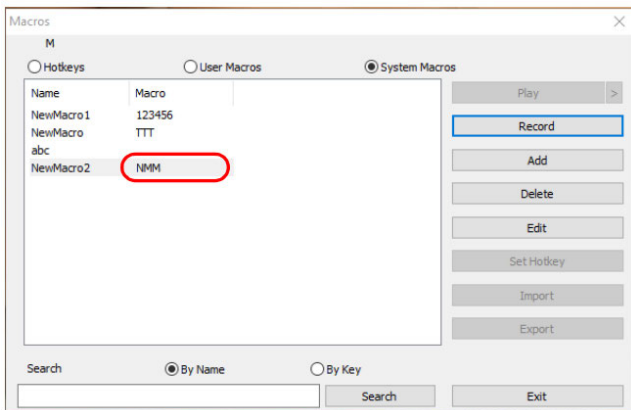 Macros
M
Hotkeys User Macros System Macros
Name Macro
NewMacro1 123456
NewMacro TTT
abc
NewMacro2 NMM
Play >
Record
Add
Delete
Edit
Set Hotkey
Import
Export
Search By Name By Key
Search Exit